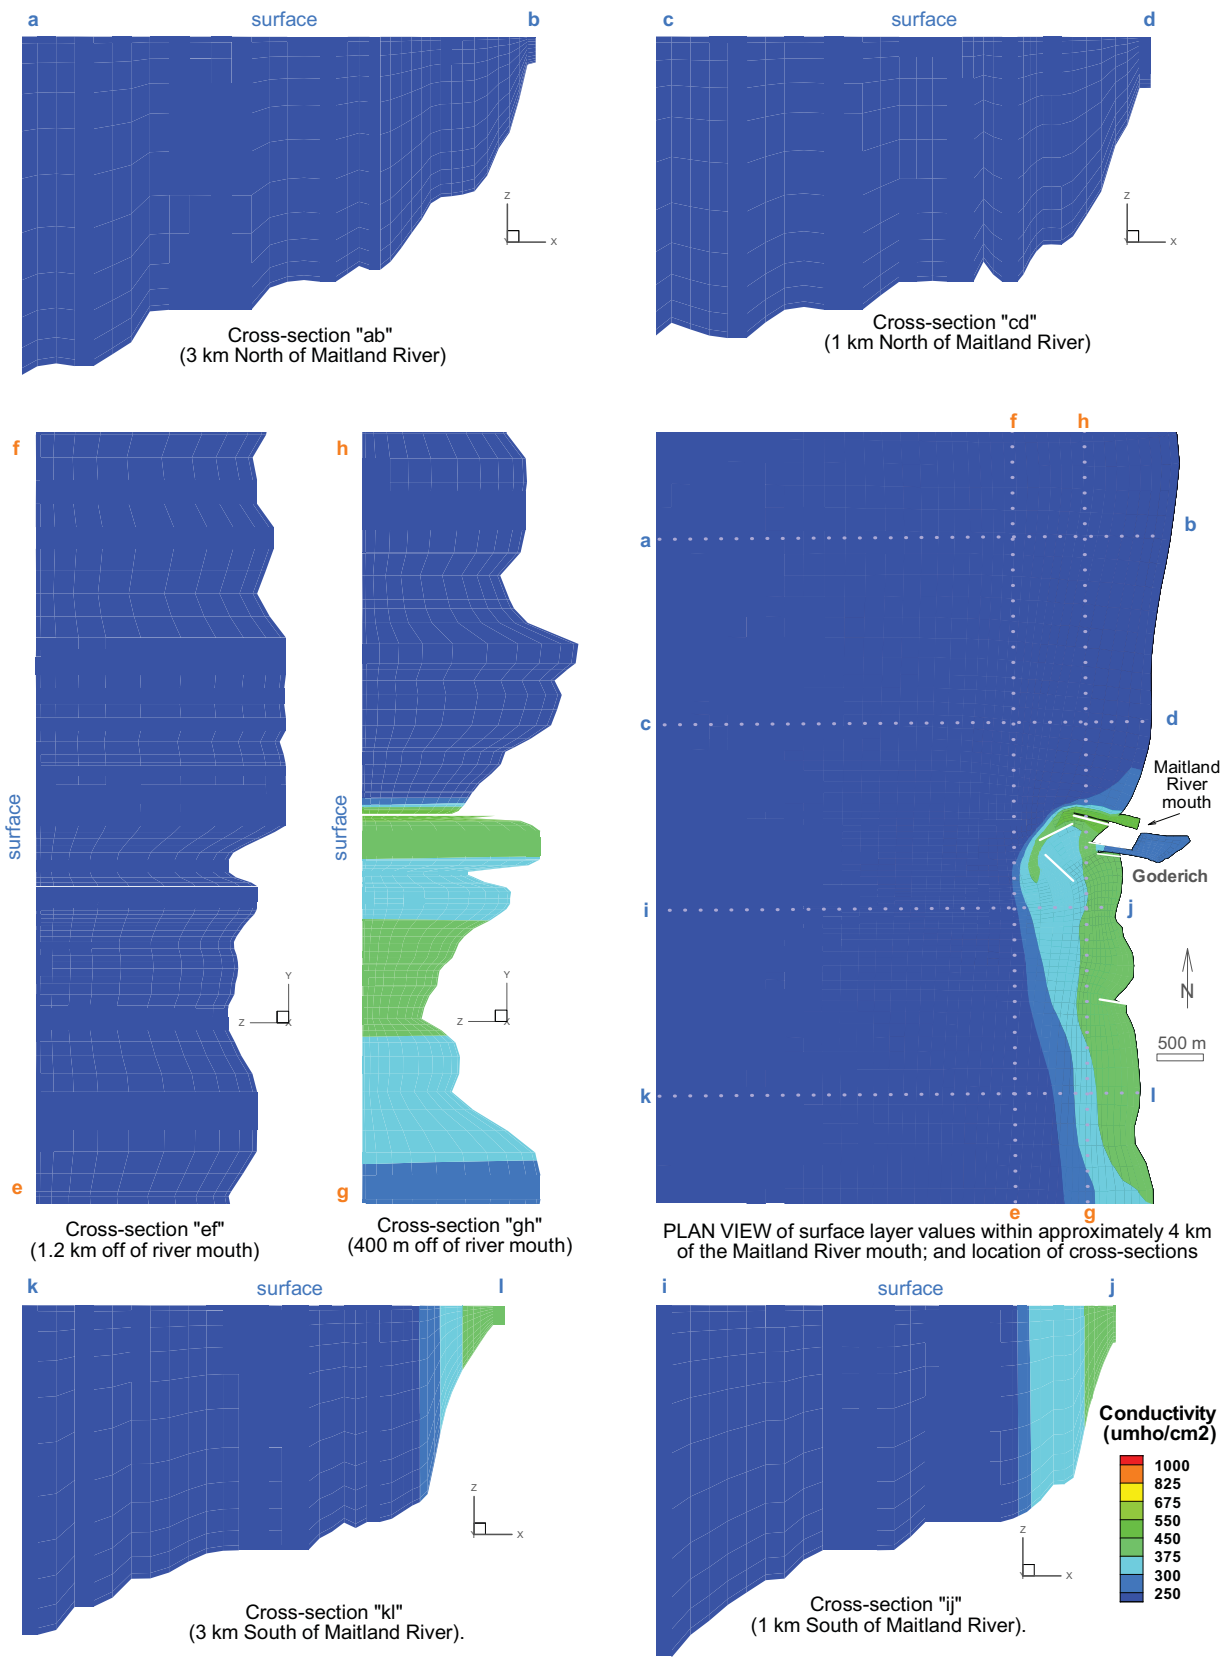 a surface b
c surface d
Z
X
Y
Z
X
Y
Cross-section "ab"
(3 km North of Maitland River)
Cross-section "cd"
(1 km North of Maitland River)
f
surface
e
Y
Z
X
Cross-section "ef"
(1.2 km off of river mouth)
h
surface
g
Y
Z
X
Cross-section "gh"
(400 m off of river mouth)
f h
a
b
c
d
Maitland
River
mouth
Goderich
i
j
N
500 m
k
l
e g
PLAN VIEW of surface layer values within approximately 4 km
of the Maitland River mouth; and location of cross-sections
k surface l
Z
X
Y
Cross-section "kl"
(3 km South of Maitland River).
i surface j
Z
X
Y
Cross-section "ij"
(1 km South of Maitland River).
Conductivity
(umho/cm2)
1000
825
675
550
450
375
300
250